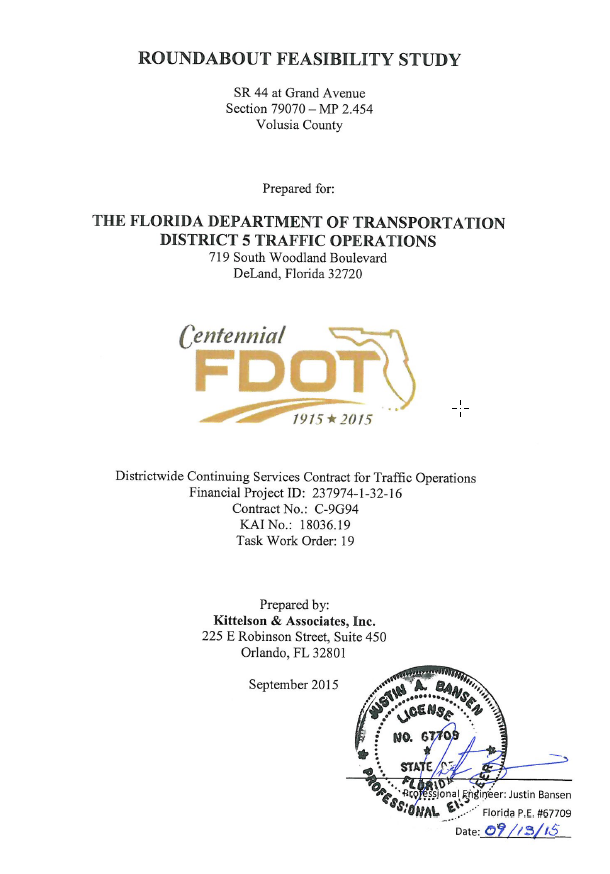 ROUNDABOUT FEASIBILITY STUDY
SR 44 at Grand Avenue
Section 79070 – MP 2.454
Volusia County
Prepared for:
THE FLORIDA DEPARTMENT OF TRANSPORTATION
DISTRICT 5 TRAFFIC OPERATIONS
719 South Woodland Boulevard
DeLand, Florida 32720
Centennial
FDOT
1915 ★ 2015
Districtwide Continuing Services Contract for Traffic Operations
Financial Project ID: 237974-1-32-16
Contract No.: C-9G94
KAI No.: 18036.19
Task Work Order: 19
Prepared by:
Kittelson & Associates, Inc.
225 E Robinson Street, Suite 450
Orlando, FL 32801
September 2015
JUSTIN A. BANSEN
LICENSE
NO. 67709
★
STATE OF
FLORIDA
★ PROFESSIONAL ENGINEER ★
Professional Engineer: Justin Bansen
Florida P.E. #67709
Date: 09/13/15